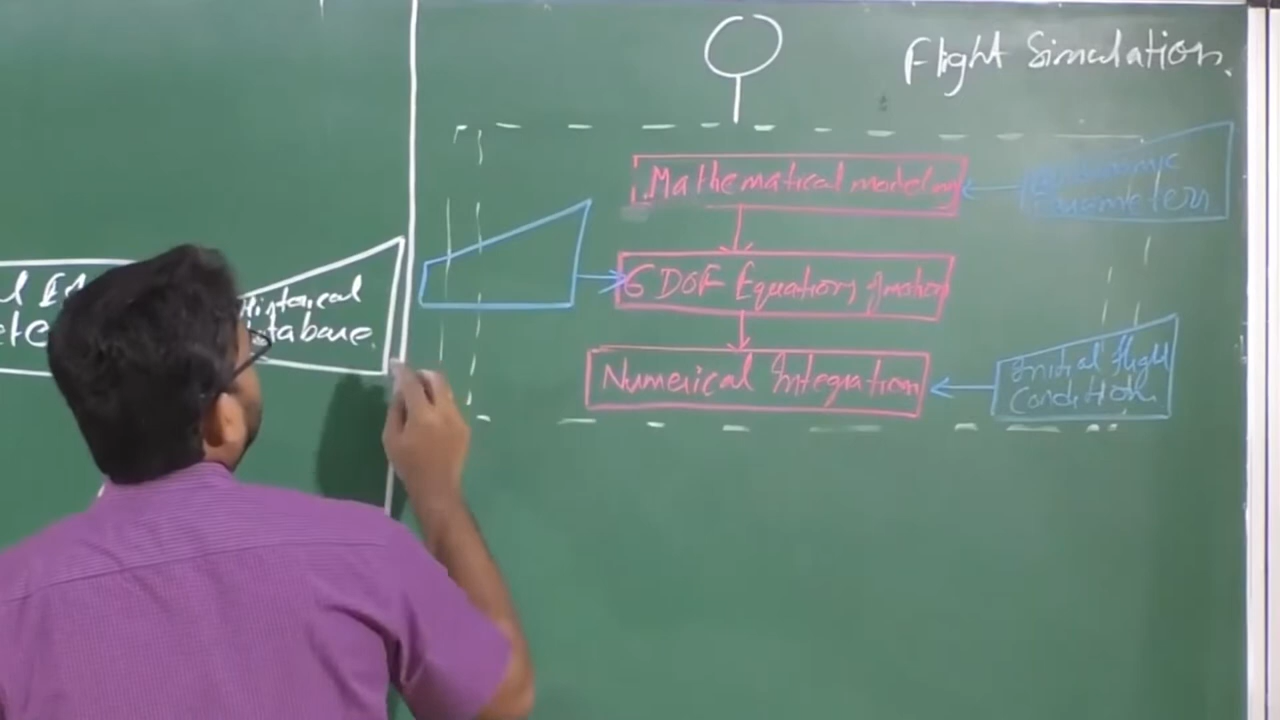 Flight Simulation.
Mathematical modeling
Parameters
6 DOF Equations of motion
Historical
Database
Numerical Integration
Initial flight
Condition